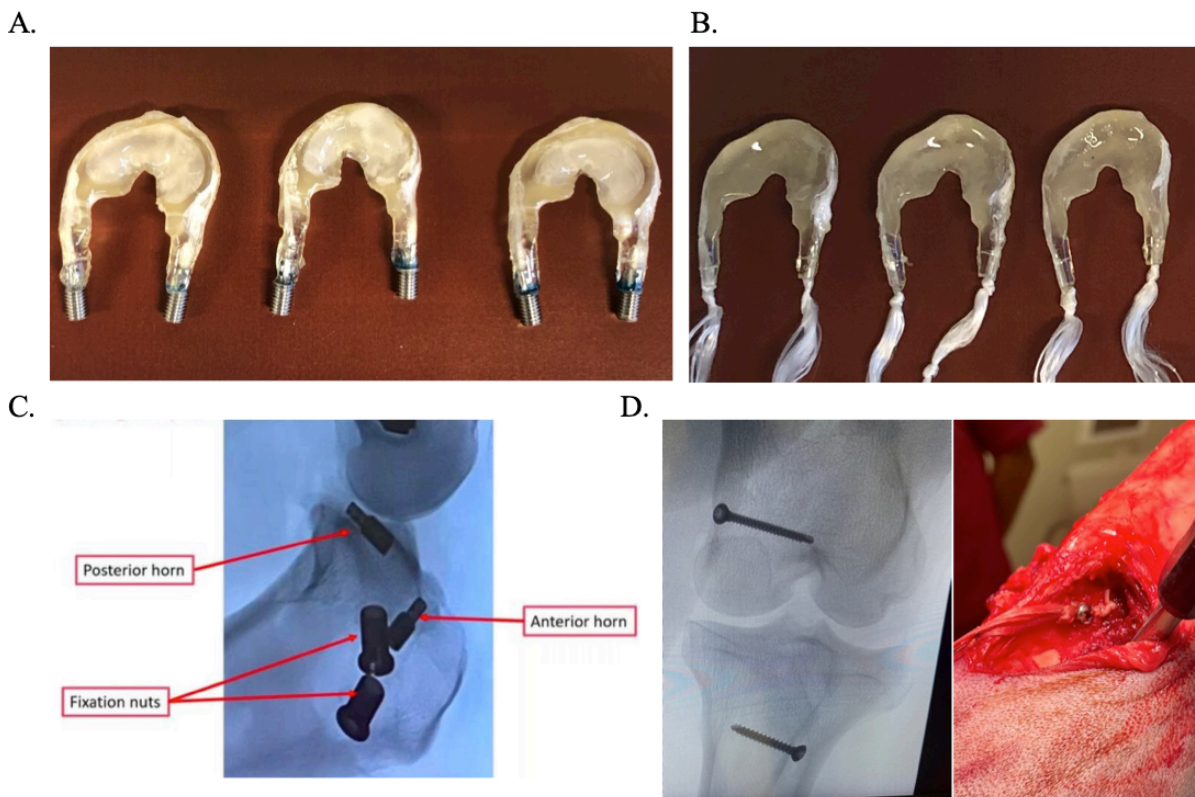 A.
B.
C.
D.
Posterior horn
Anterior horn
Fixation nuts